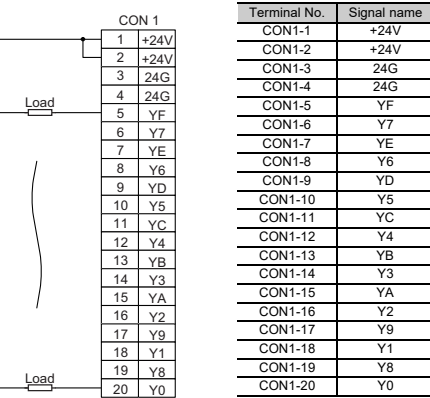 CON 1
1 +24V
2 +24V
3 24G
4 24G
Load
5 YF
6 Y7
7 YE
8 Y6
9 YD
10 Y5
11 YC
12 Y4
13 YB
14 Y3
15 YA
16 Y2
17 Y9
18 Y1
19 Y8
Load
20 Y0
Terminal No. Signal name
CON1-1 +24V
CON1-2 +24V
CON1-3 24G
CON1-4 24G
CON1-5 YF
CON1-6 Y7
CON1-7 YE
CON1-8 Y6
CON1-9 YD
CON1-10 Y5
CON1-11 YC
CON1-12 Y4
CON1-13 YB
CON1-14 Y3
CON1-15 YA
CON1-16 Y2
CON1-17 Y9
CON1-18 Y1
CON1-19 Y8
CON1-20 Y0